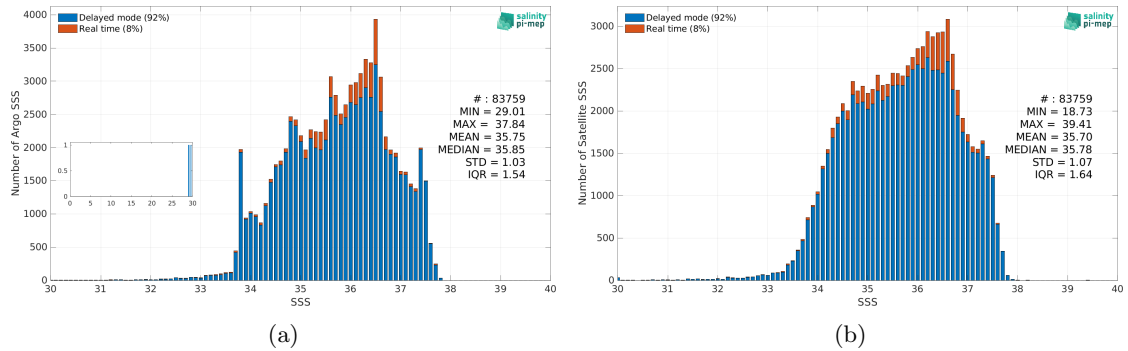 Delayed mode (92%)
Real time (8%)
salinity
pi-mep
Number of Argo SSS
4000
3500
3000
2500
2000
1500
1000
500
0
# : 83759
MIN = 29.01
MAX = 37.84
MEAN = 35.75
MEDIAN = 35.85
STD = 1.03
IQR = 1.54
1
0.5
0
0 5 10 15 20 25 30
30 31 32 33 34 35 36 37 38 39 40
SSS
(a)
Delayed mode (92%)
Real time (8%)
salinity
pi-mep
Number of Satellite SSS
3000
2500
2000
1500
1000
500
0
# : 83759
MIN = 18.73
MAX = 39.41
MEAN = 35.70
MEDIAN = 35.78
STD = 1.07
IQR = 1.64
30 31 32 33 34 35 36 37 38 39 40
SSS
(b)